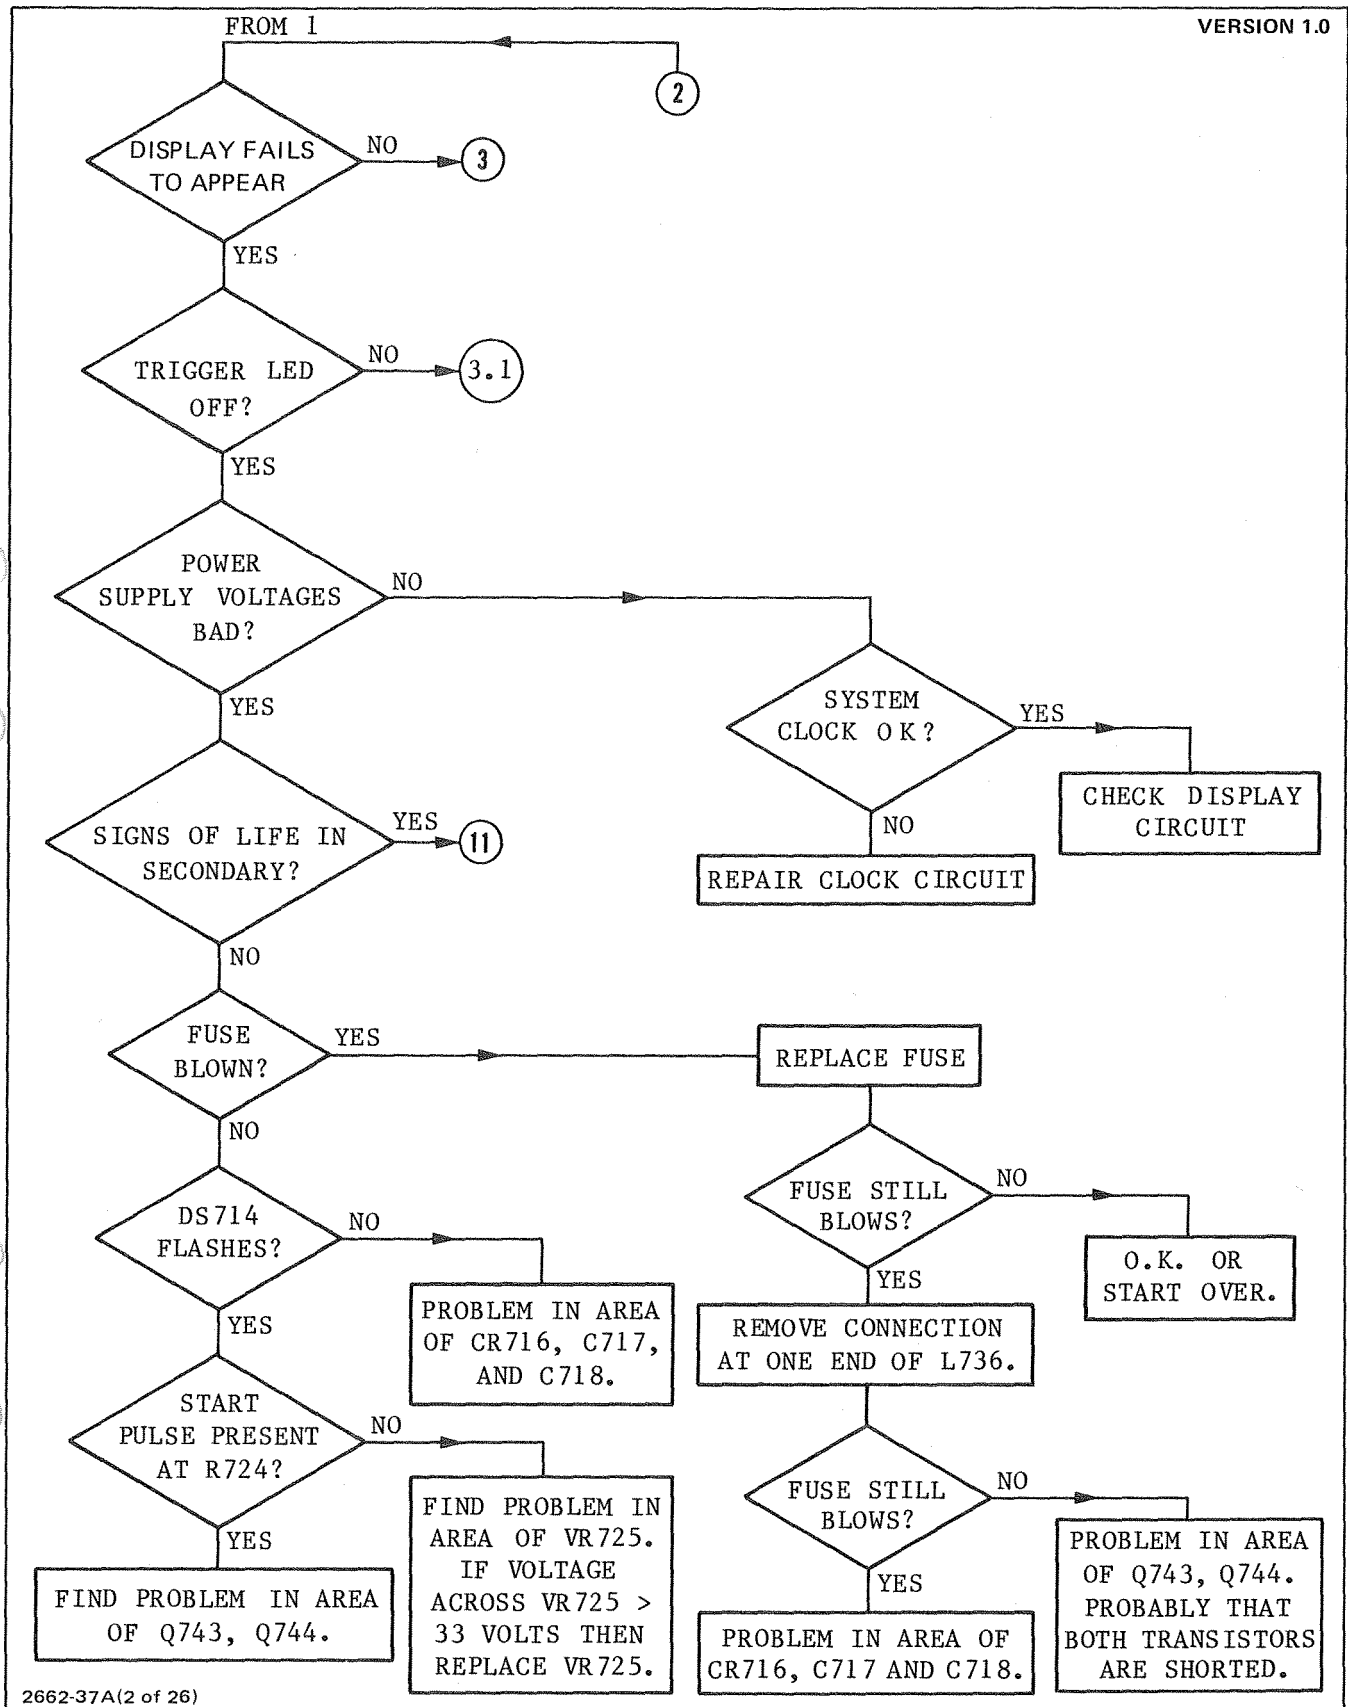 FROM 1
VERSION 1.0
2
DISPLAY FAILS
TO APPEAR
NO
3
YES
TRIGGER LED
OFF?
NO
3.1
YES
POWER
SUPPLY VOLTAGES
BAD?
NO
YES
SYSTEM
CLOCK OK?
YES
CHECK DISPLAY
CIRCUIT
NO
REPAIR CLOCK CIRCUIT
SIGNS OF LIFE IN
SECONDARY?
YES
11
NO
FUSE
BLOWN?
YES
REPLACE FUSE
NO
FUSE STILL
BLOWS?
NO
O.K. OR
START OVER.
YES
REMOVE CONNECTION
AT ONE END OF L736.
DS714
FLASHES?
NO
PROBLEM IN AREA
OF CR716, C717,
AND C718.
YES
START
PULSE PRESENT
AT R724?
NO
FIND PROBLEM IN
AREA OF VR725.
IF VOLTAGE
ACROSS VR725 >
33 VOLTS THEN
REPLACE VR725.
YES
FIND PROBLEM IN AREA
OF Q743, Q744.
FUSE STILL
BLOWS?
NO
PROBLEM IN AREA
OF Q743, Q744.
PROBABLY THAT
BOTH TRANSISTORS
ARE SHORTED.
YES
PROBLEM IN AREA OF
CR716, C717 AND C718.
2662-37A(2 of 26)